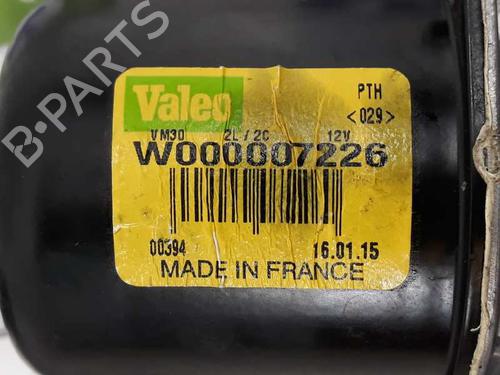 Valeo
PTH
<029>
VM30 2L / 2C 12V
W000007226
00394 16.01.15
MADE IN FRANCE
B-PARTS